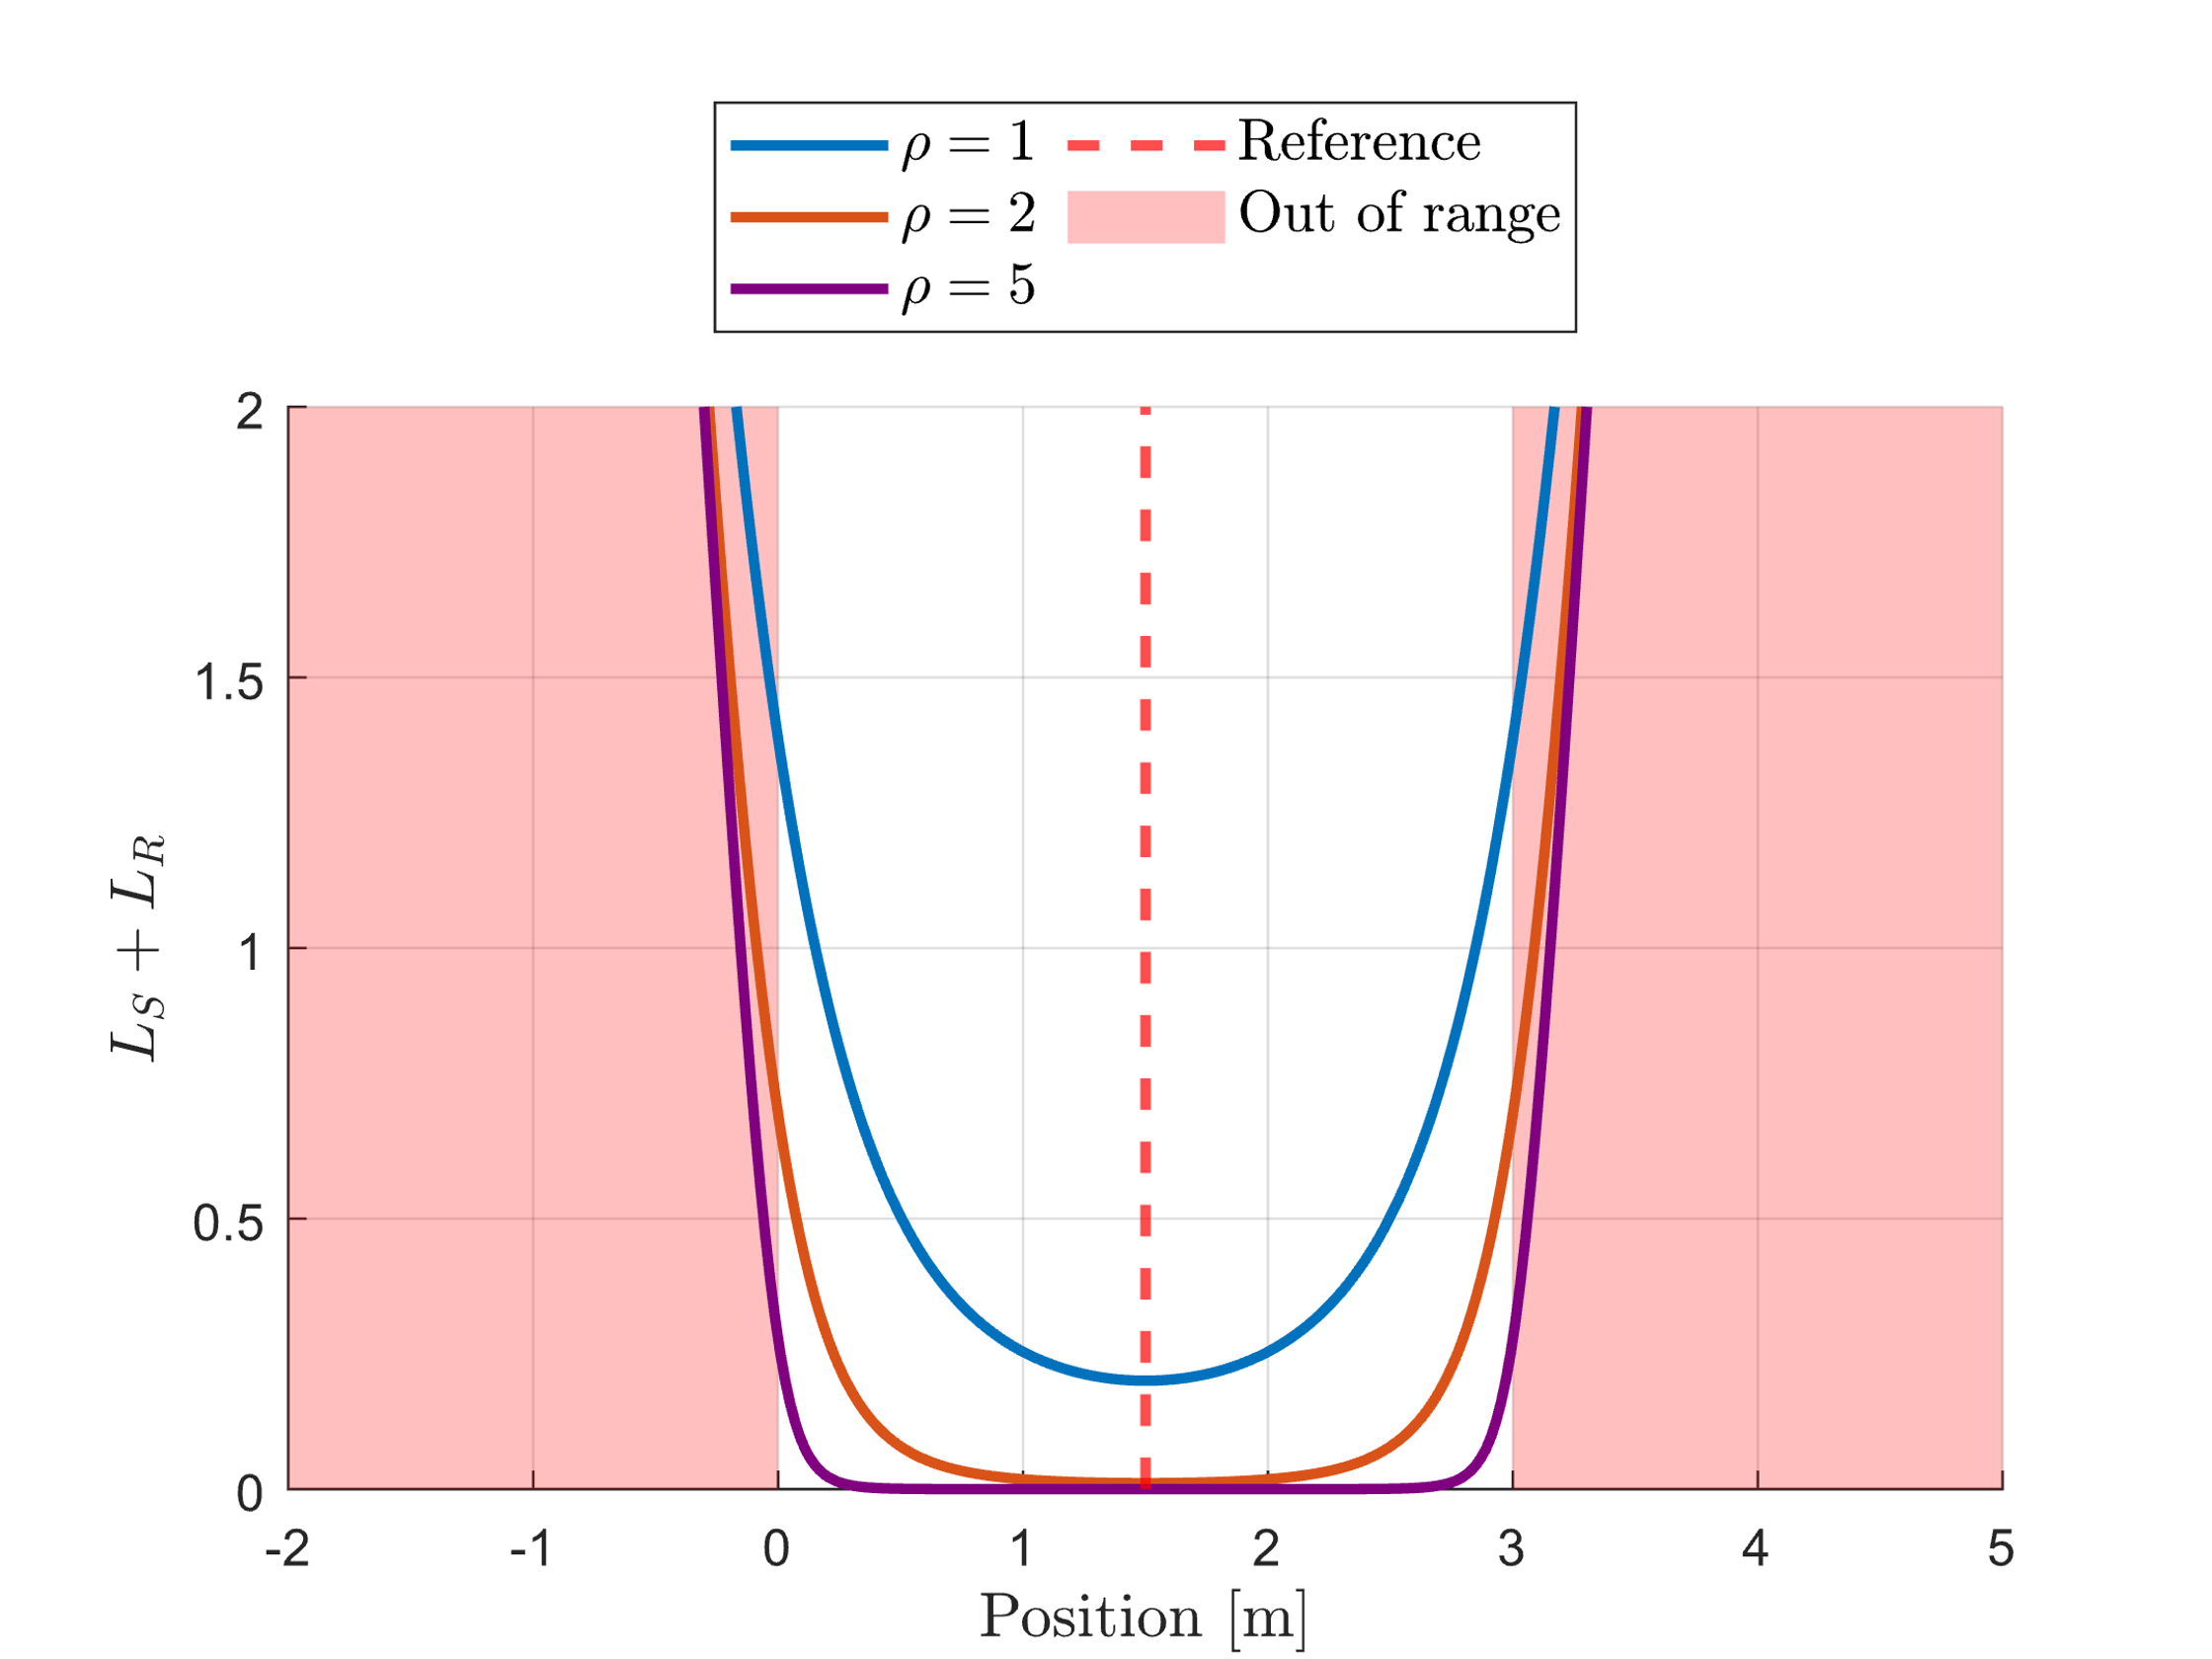 ρ = 1
ρ = 2
ρ = 5
Reference
Out of range
2
1.5
1
0.5
0
L_S + L_R
-2 -1 0 1 2 3 4 5
Position [m]